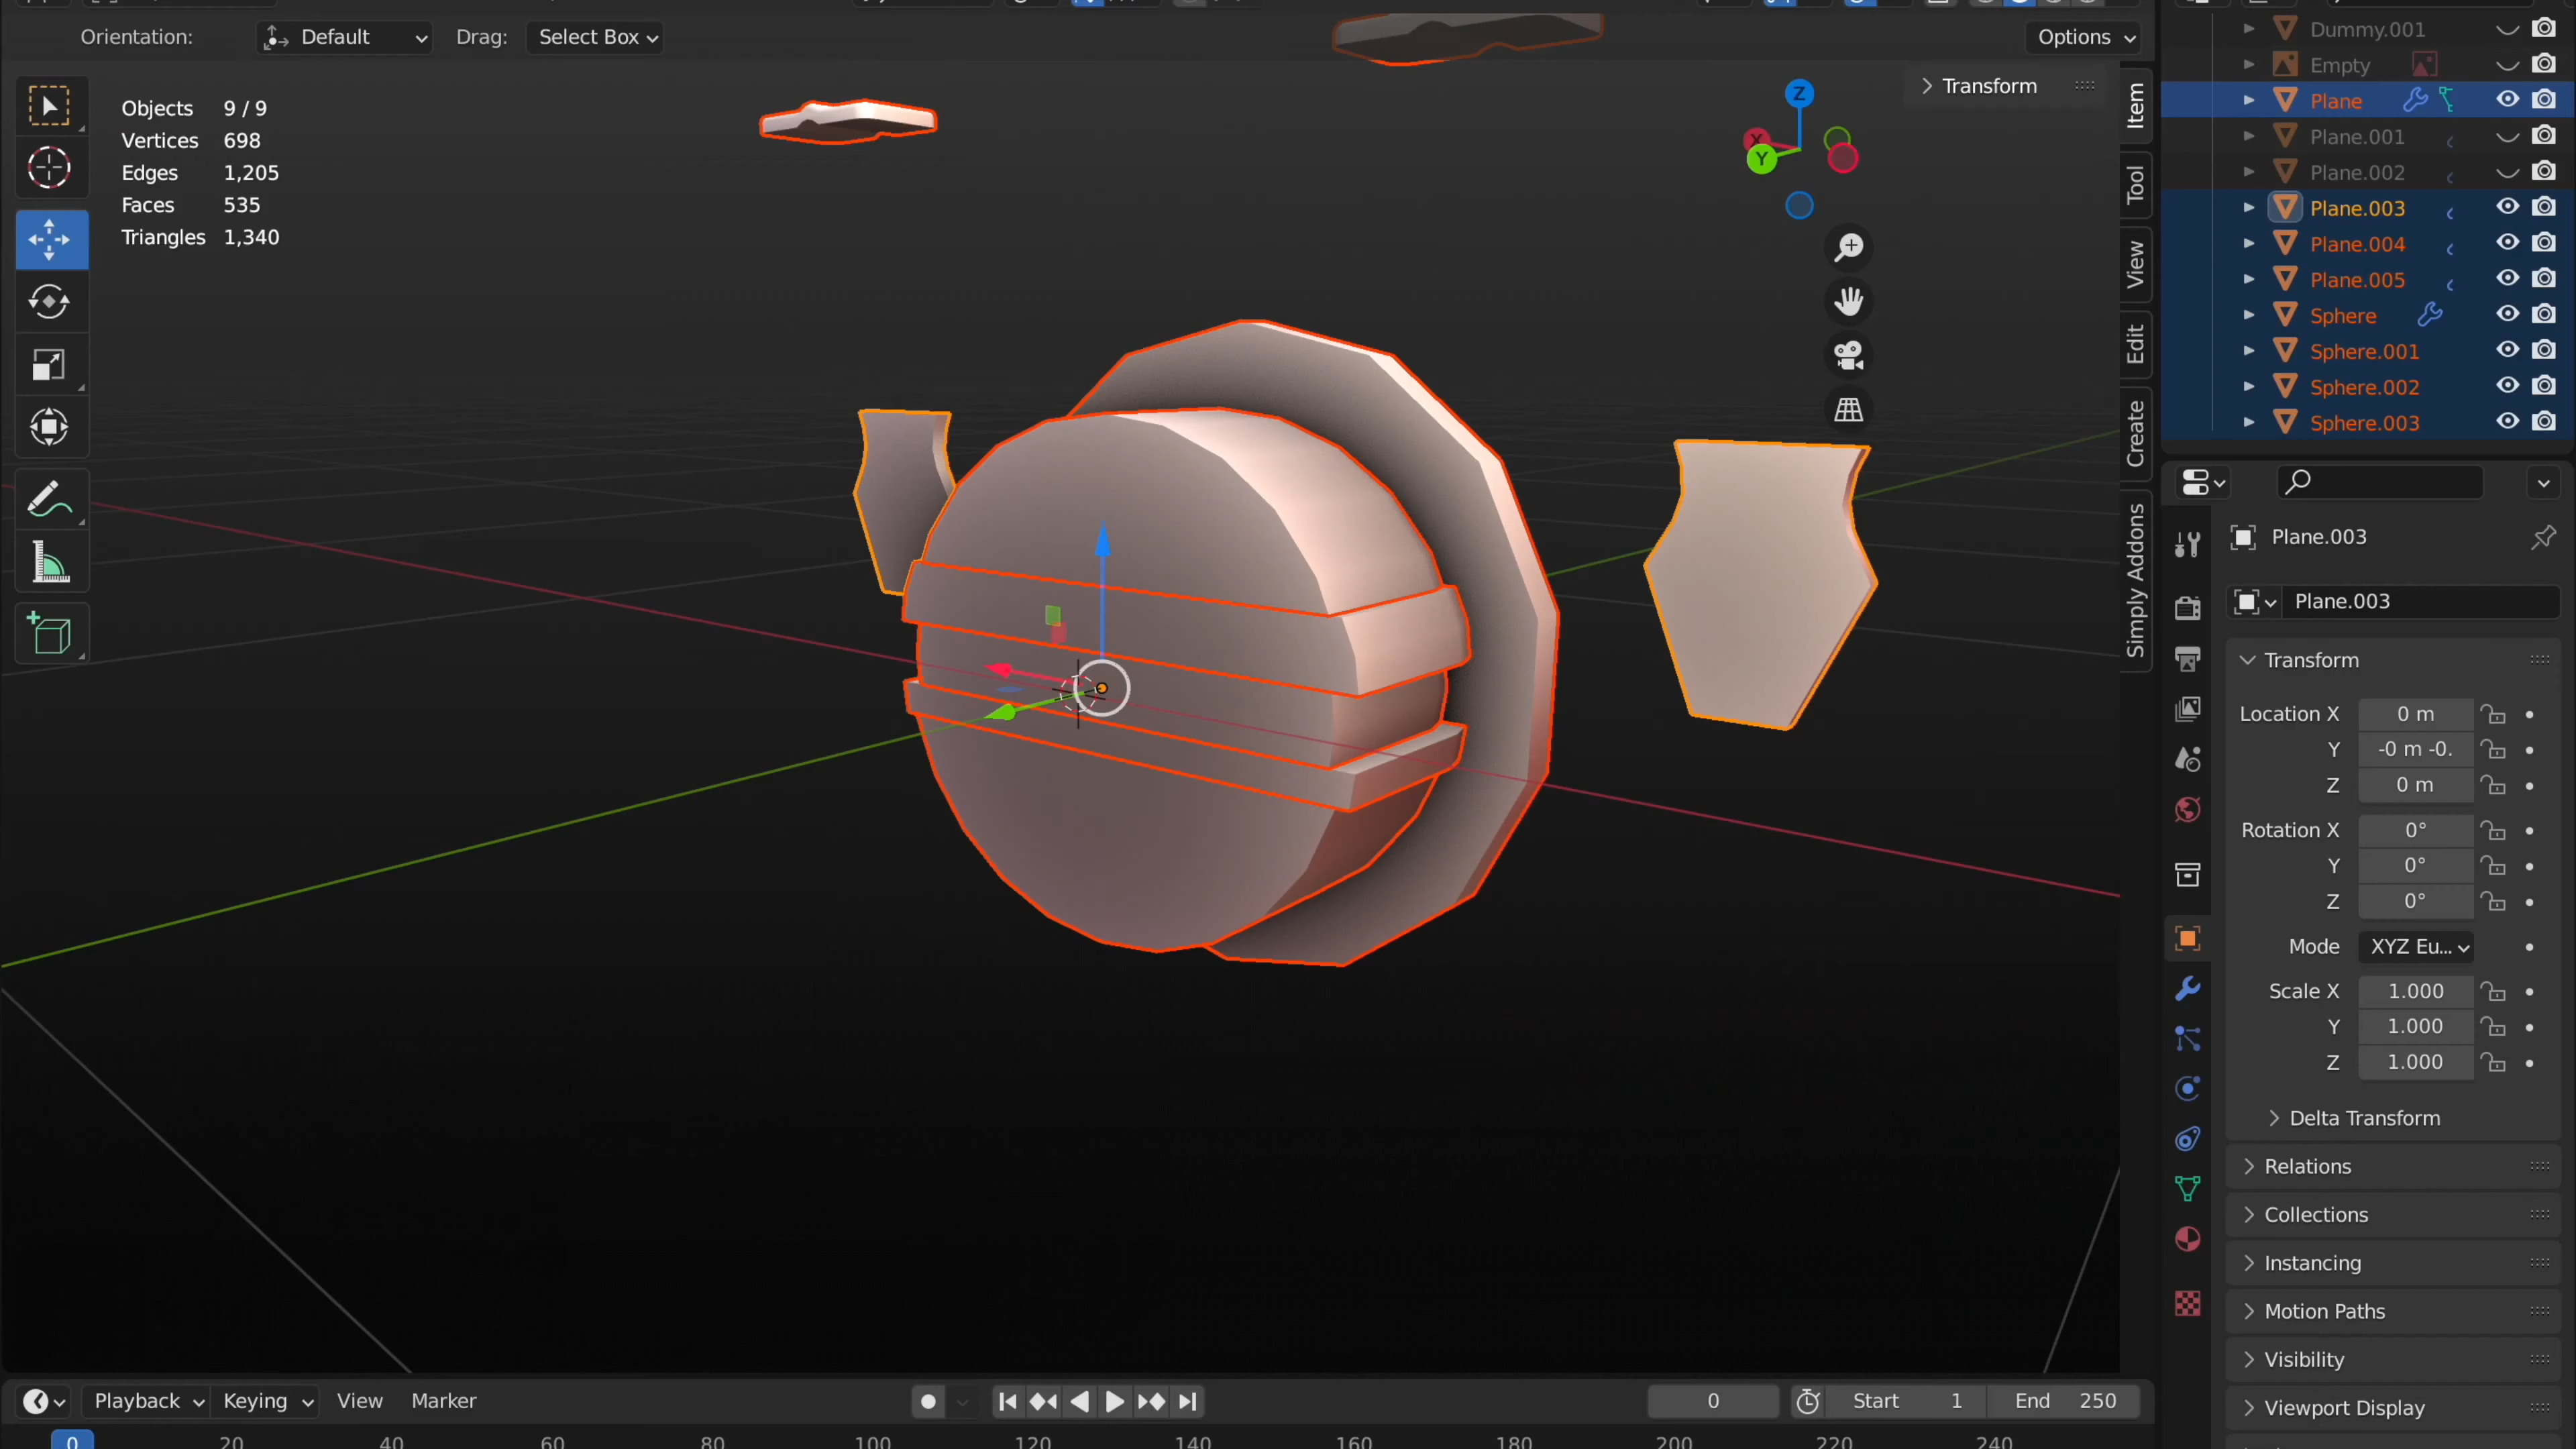 Orientation: Default Drag: Select Box Options
Objects 9 / 9
Vertices 698
Edges 1,205
Faces 535
Triangles 1,340
Z
X
Y
Transform
Item
Tool
View
Edit
Create
Simply Addons
Dummy.001
Empty
Plane
Plane.001
Plane.002
Plane.003
Plane.004
Plane.005
Sphere
Sphere.001
Sphere.002
Sphere.003
Plane.003
Plane.003
Transform
Location X 0 m
Y -0 m -0.
Z 0 m
Rotation X 0°
Y 0°
Z 0°
Mode XYZ Eu...
Scale X 1.000
Y 1.000
Z 1.000
Delta Transform
Relations
Collections
Instancing
Motion Paths
Visibility
Viewport Display
Playback Keying View Marker 0 Start 1 End 250
0 20 40 60 80 100 120 140 160 180 200 220 240